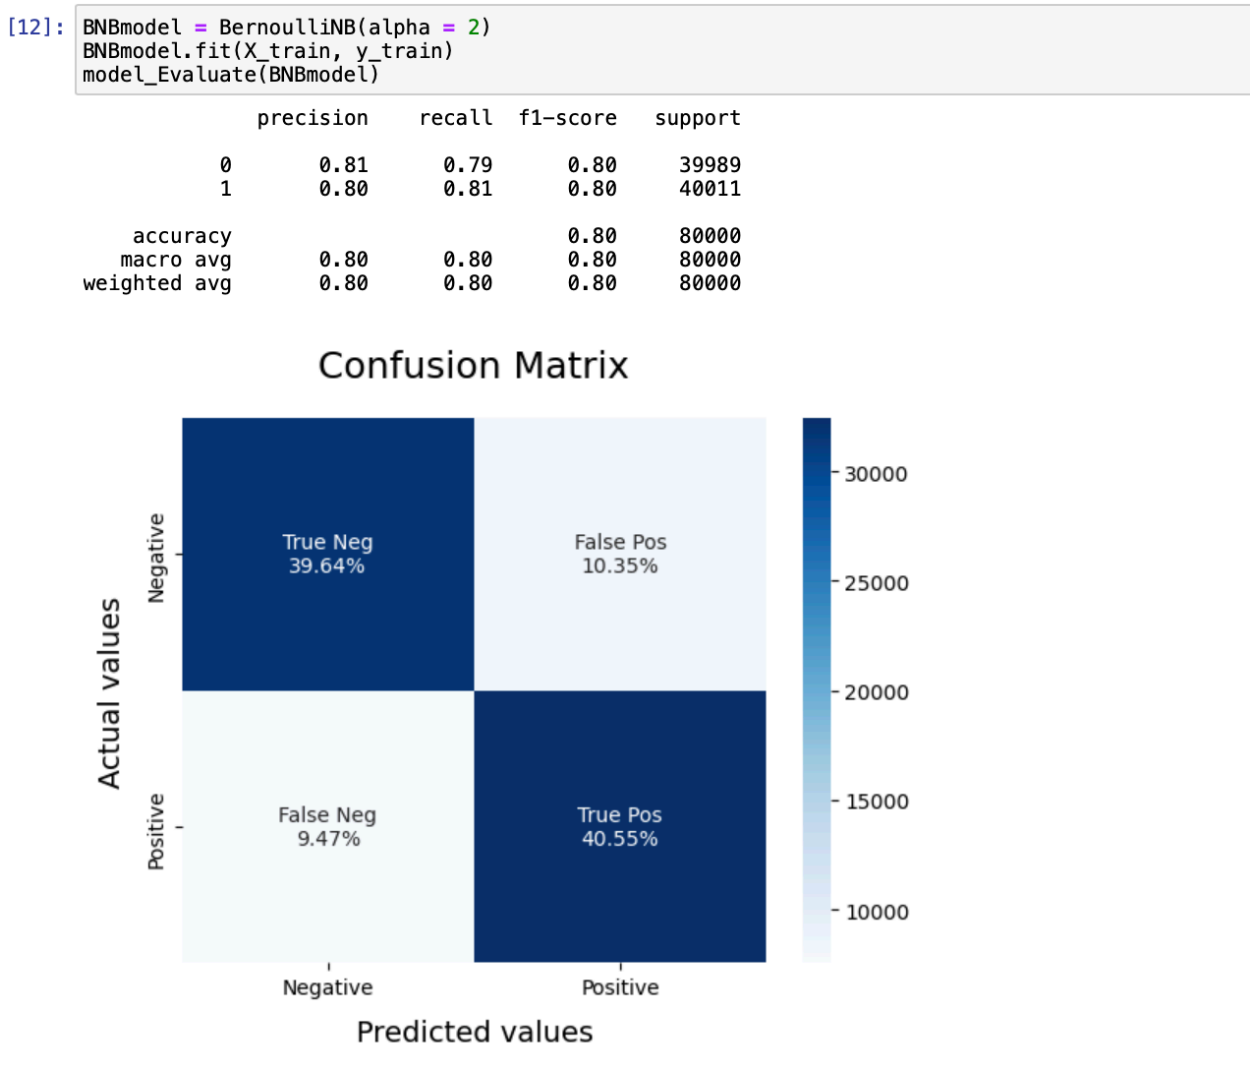 [12]: BNBmodel = BernoulliNB(alpha = 2)
BNBmodel.fit(X_train, y_train)
model_Evaluate(BNBmodel)
precision recall f1-score support
0 0.81 0.79 0.80 39989
1 0.80 0.81 0.80 40011
accuracy 0.80 80000
macro avg 0.80 0.80 0.80 80000
weighted avg 0.80 0.80 0.80 80000
Confusion Matrix
True Neg
39.64%
False Pos
10.35%
False Neg
9.47%
True Pos
40.55%
Actual values
Negative
Positive
Negative
Positive
Predicted values
30000
25000
20000
15000
10000